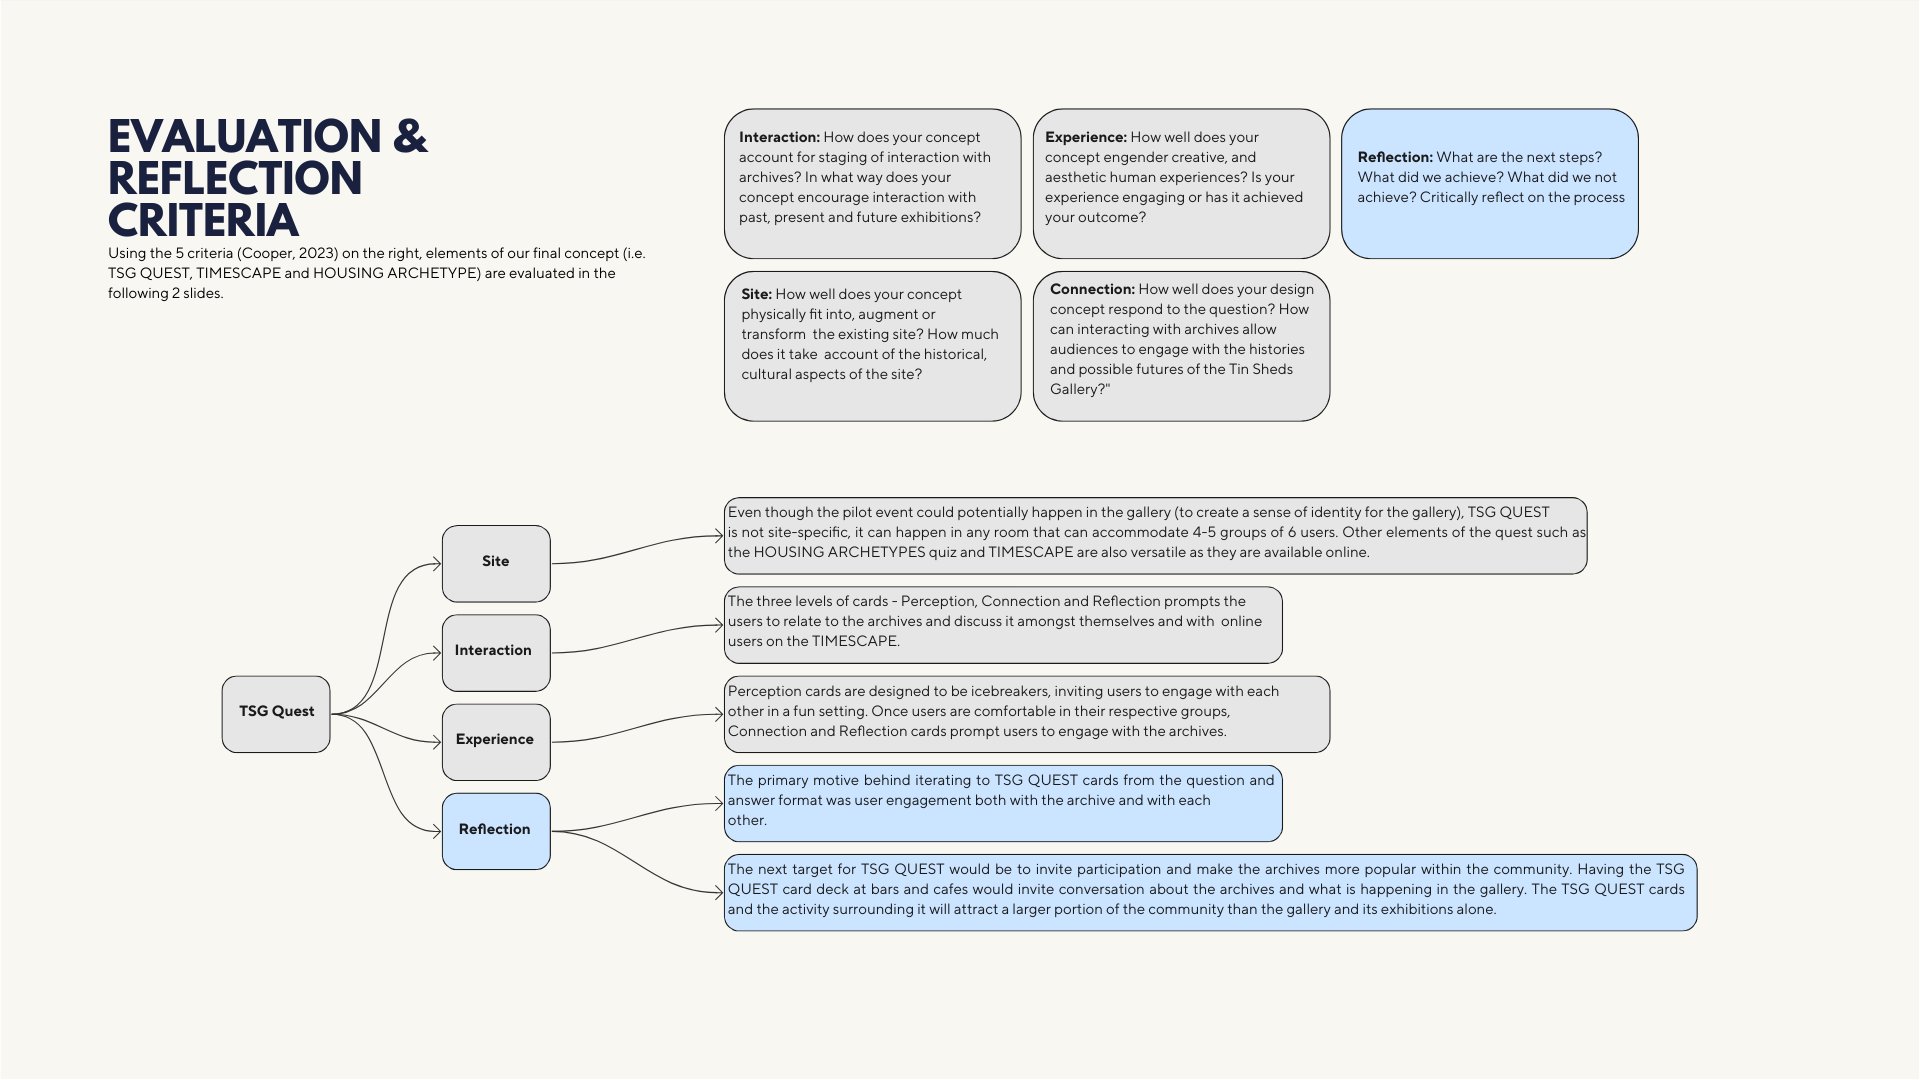 EVALUATION &
REFLECTION
CRITERIA
Using the 5 criteria (Cooper, 2023) on the right, elements of our final concept (i.e.
TSG QUEST, TIMESCAPE and HOUSING ARCHETYPE) are evaluated in the
following 2 slides.
Interaction: How does your concept
account for staging of interaction with
archives? In what way does your
concept encourage interaction with
past, present and future exhibitions?
Experience: How well does your
concept engender creative, and
aesthetic human experiences? Is your
experience engaging or has it achieved
your outcome?
Reflection: What are the next steps?
What did we achieve? What did we not
achieve? Critically reflect on the process
Site: How well does your concept
physically fit into, augment or
transform  the existing site? How much
does it take  account of the historical,
cultural aspects of the site?
Connection: How well does your design
concept respond to the question? How
can interacting with archives allow
audiences to engage with the histories
and possible futures of the Tin Sheds
Gallery?"
TSG Quest
Site
Even though the pilot event could potentially happen in the gallery (to create a sense of identity for the gallery), TSG QUEST
is not site-specific, it can happen in any room that can accommodate 4-5 groups of 6 users. Other elements of the quest such as
the HOUSING ARCHETYPES quiz and TIMESCAPE are also versatile as they are available online.
Interaction
The three levels of cards - Perception, Connection and Reflection prompts the
users to relate to the archives and discuss it amongst themselves and with  online
users on the TIMESCAPE.
Experience
Perception cards are designed to be icebreakers, inviting users to engage with each
other in a fun setting. Once users are comfortable in their respective groups,
Connection and Reflection cards prompt users to engage with the archives.
Reflection
The primary motive behind iterating to TSG QUEST cards from the question and
answer format was user engagement both with the archive and with each
other.
The next target for TSG QUEST would be to invite participation and make the archives more popular within the community. Having the TSG
QUEST card deck at bars and cafes would invite conversation about the archives and what is happening in the gallery. The TSG QUEST cards
and the activity surrounding it will attract a larger portion of the community than the gallery and its exhibitions alone.